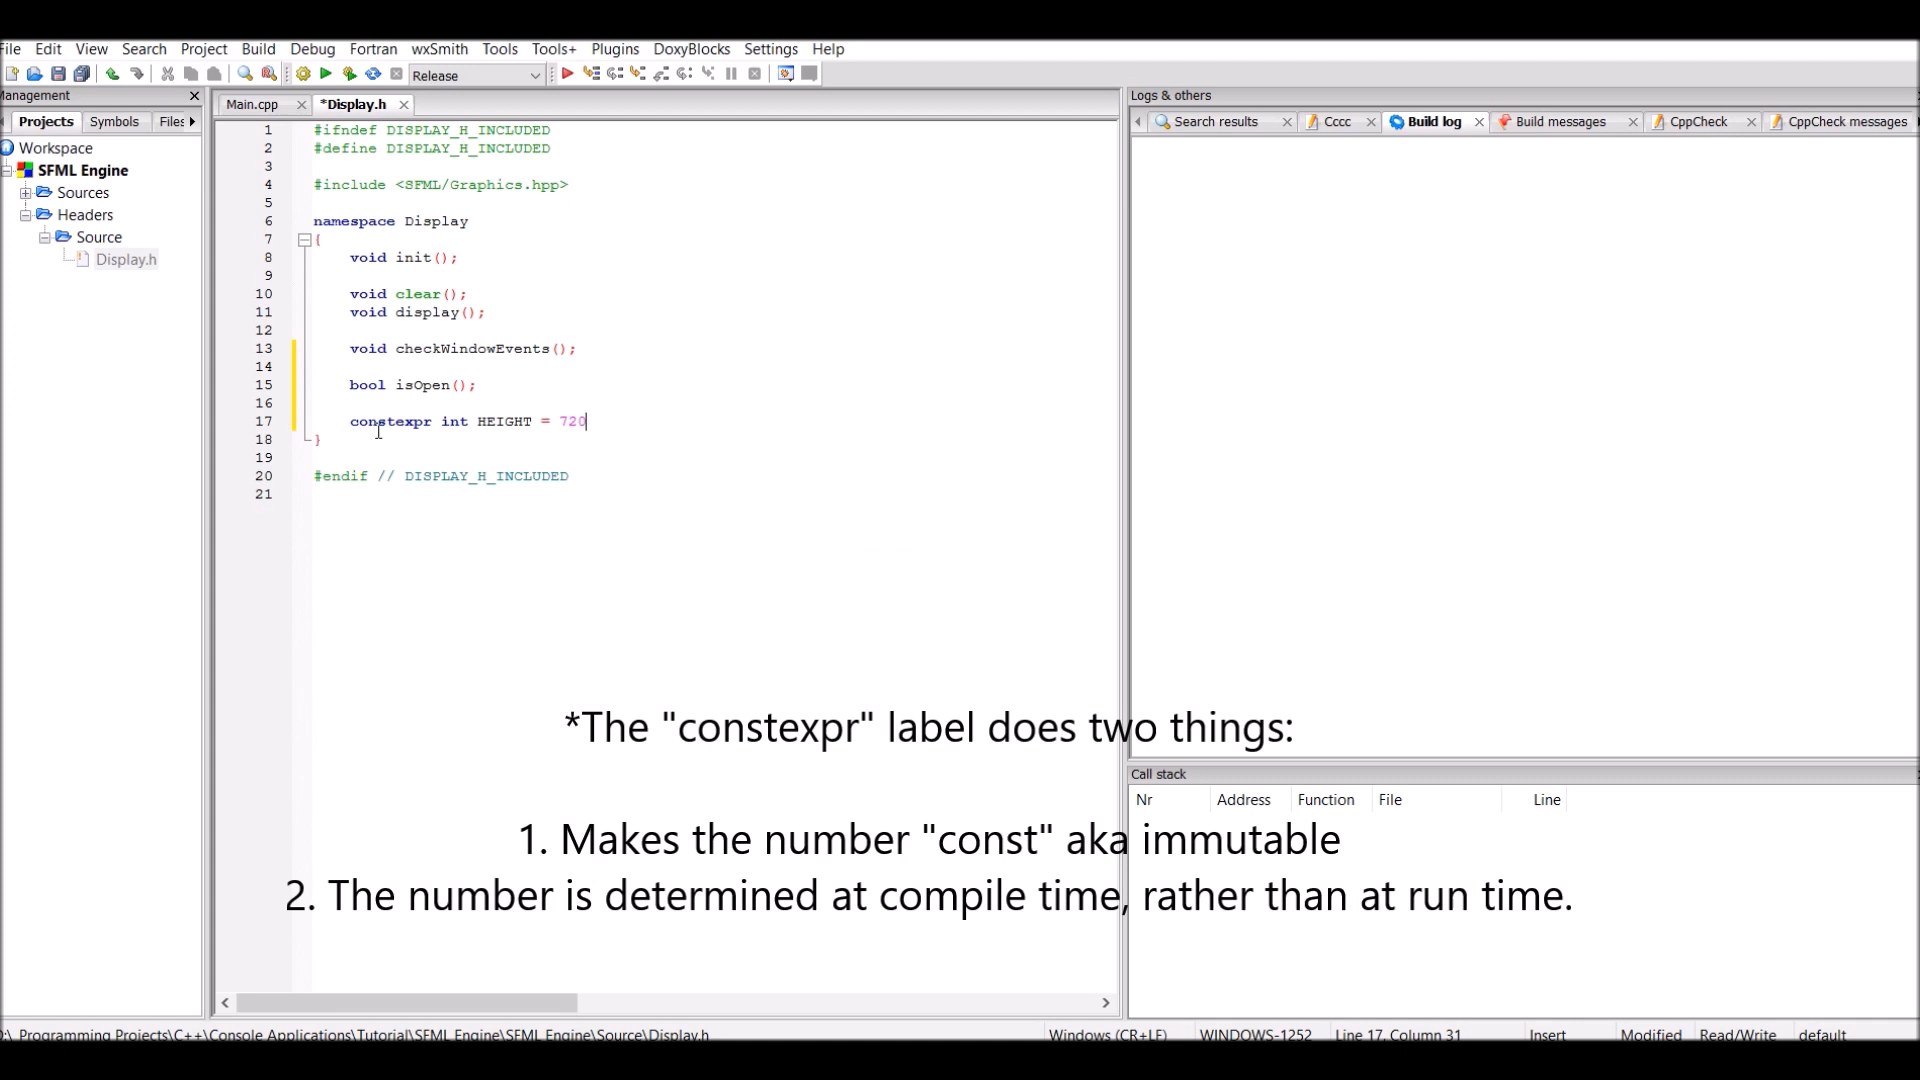 File Edit View Search Project Build Debug Fortran wxSmith Tools Tools+ Plugins DoxyBlocks Settings Help
Release
Management
Projects Symbols Files
Workspace
SFML Engine
Sources
Headers
Source
Display.h
Main.cpp *Display.h
1 #ifndef DISPLAY_H_INCLUDED
2 #define DISPLAY_H_INCLUDED
3
4 #include <SFML/Graphics.hpp>
5
6 namespace Display
7 {
8 void init();
9
10 void clear();
11 void display();
12
13 void checkWindowEvents();
14
15 bool isOpen();
16
17 constexpr int HEIGHT = 720
18 }
19
20 #endif // DISPLAY_H_INCLUDED
21
Logs & others
Search results Cccc Build log Build messages CppCheck CppCheck messages
*The "constexpr" label does two things:
1. Makes the number "const" aka immutable
2. The number is determined at compile time, rather than at run time.
Call stack
Nr Address Function File Line
:\_Programming Projects\C++\Console Applications\Tutorial\SFML Engine\SFML Engine\Source\Display.h Windows (CR+LF) WINDOWS-1252 Line 17, Column 31 Insert Modified Read/Write default